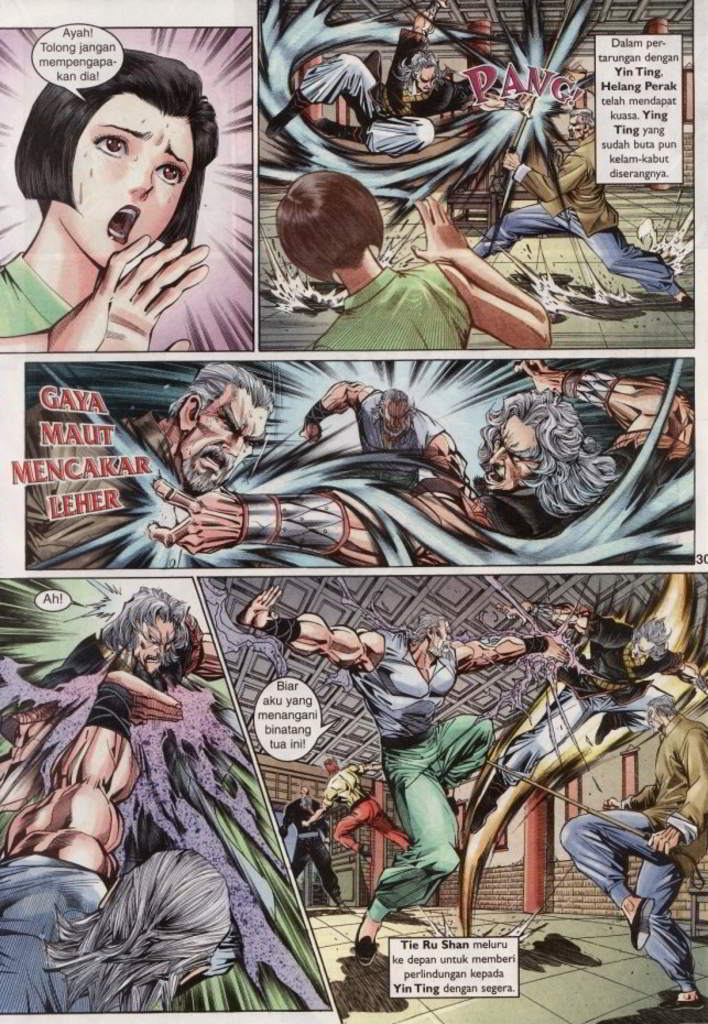 Ayah!
Tolong jangan
mempengapa-
kan dia!
PANG!
Dalam per-
tarungan dengan
Yin Ting,
Helang Perak
telah mendapat
kuasa. Ying
Ting yang
sudah buta pun
kelam-kabut
diserangnya.
GAYA
MAUT
MENCAKAR
LEHER
30
Ah!
Biar
aku yang
menangani
binatang
tua ini!
Tie Ru Shan meluru
ke depan untuk memberi
perlindungan kepada
Yin Ting dengan segera.